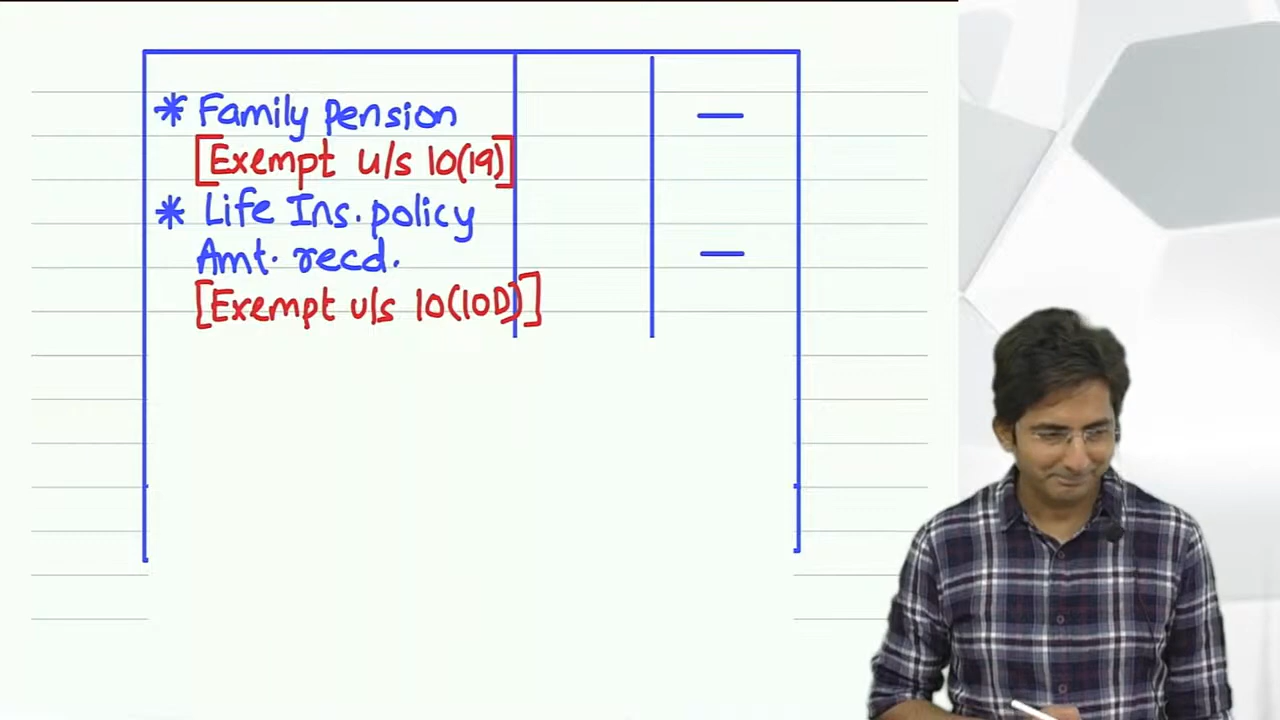 * Family Pension —
[Exempt u/s 10(19)]
* Life Ins. policy
Amt. recd. —
[Exempt u/s 10(10D)]